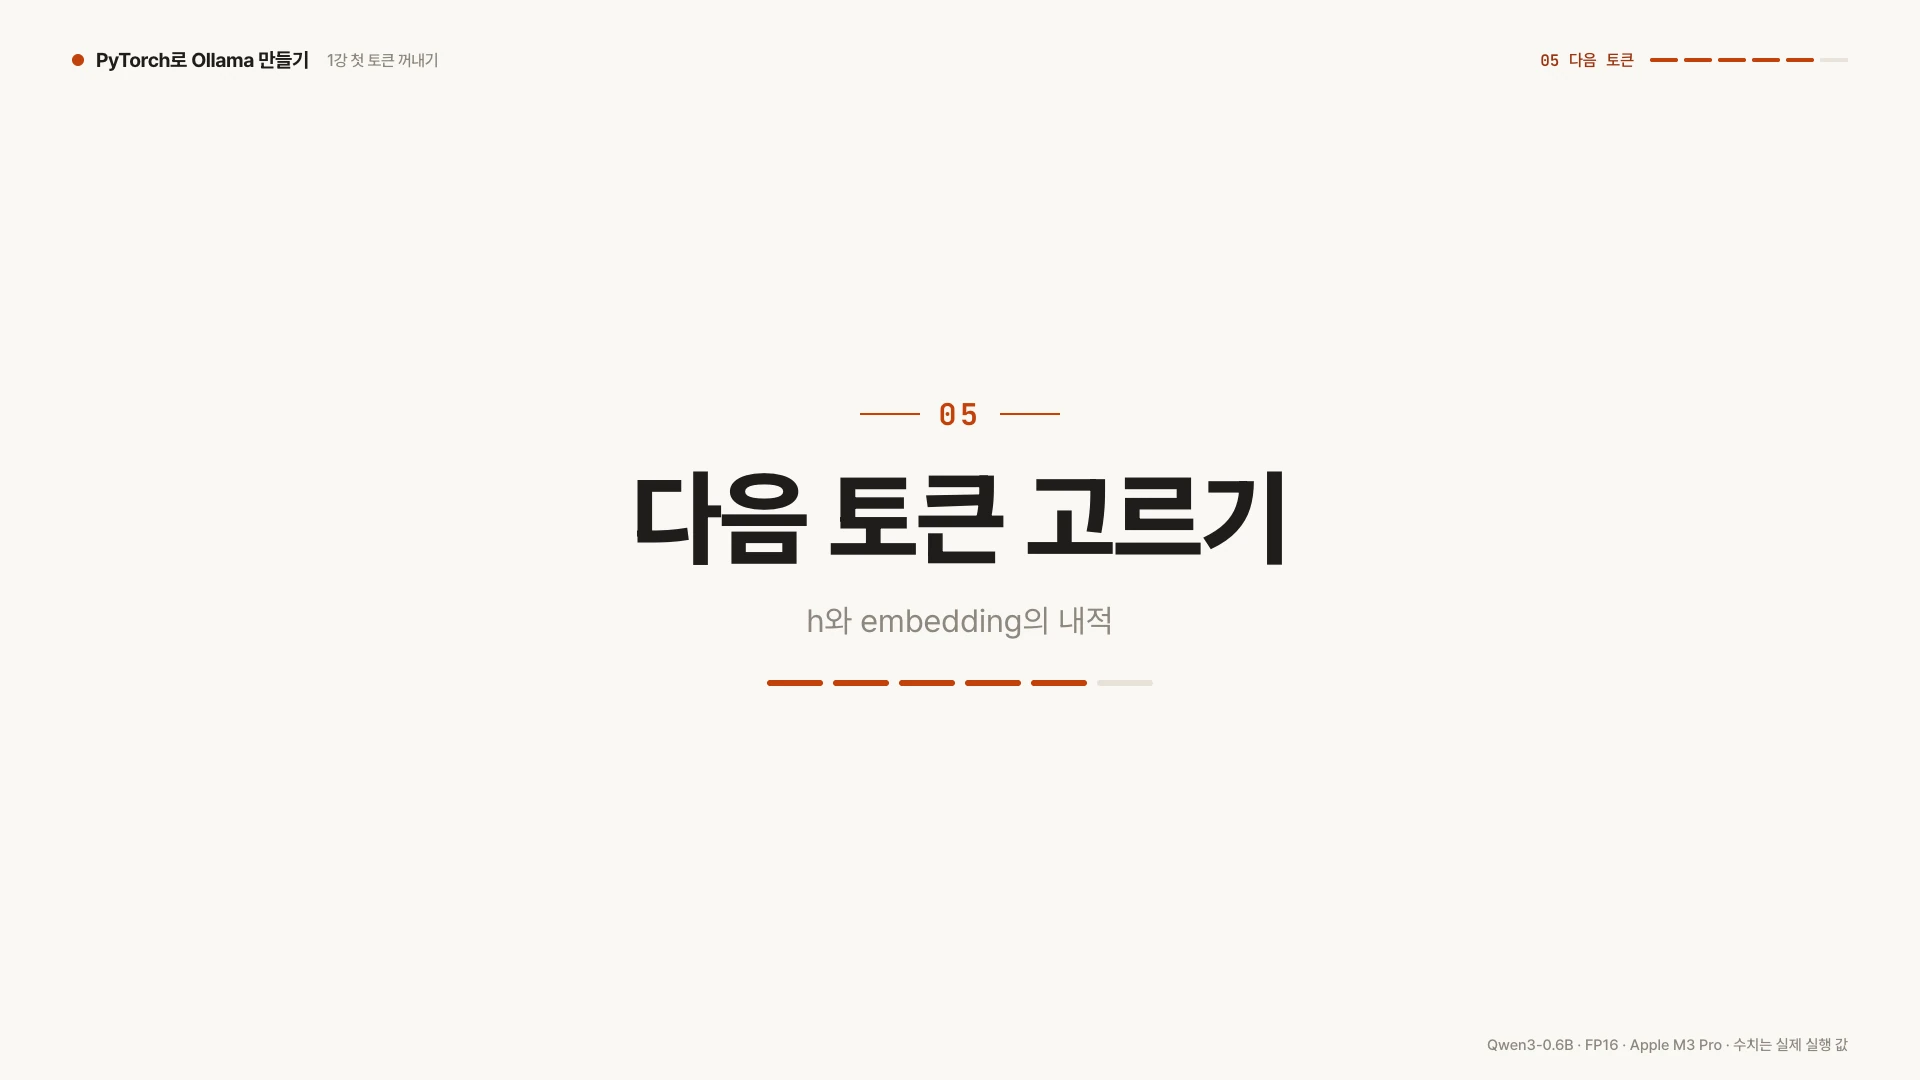 PyTorch로 Ollama 만들기 1강 첫 토큰 꺼내기
05 다음 토큰
05
다음 토큰 고르기
h와 embedding의 내적
Qwen3-0.6B · FP16 · Apple M3 Pro · 수치는 실제 실행 값